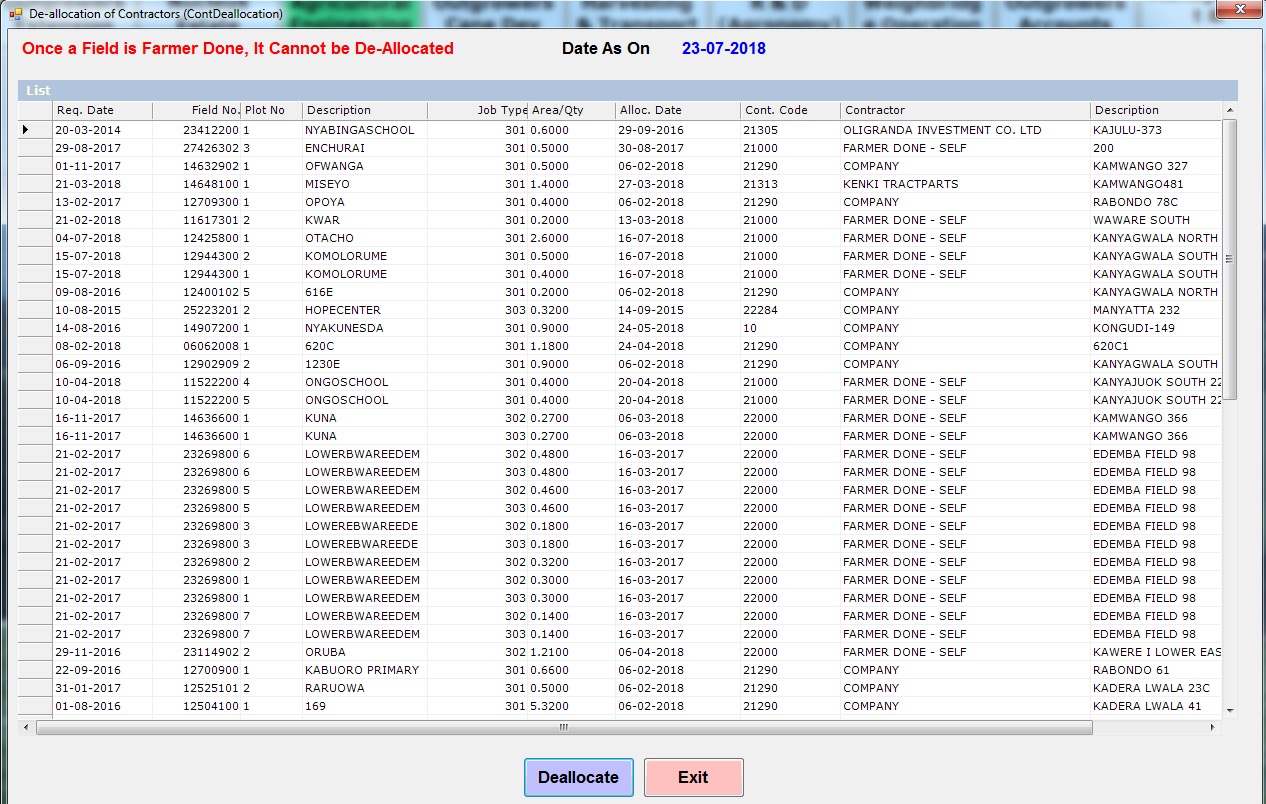 De-allocation of Contractors (ContDeallocation)
Once a Field is Farmer Done, It Cannot be De-Allocated Date As On 23-07-2018
List
Req. Date Field No. Plot No Description Job Type Area/Qty Alloc. Date Cont. Code Contractor Description
20-03-2014 23412200 1 NYABINGASCHOOL 301 0.6000 29-09-2016 21305 OLIGRANDA INVESTMENT CO. LTD KAJULU-373
29-08-2017 27426302 3 ENCHURAI 301 0.5000 30-08-2017 21000 FARMER DONE - SELF 200
01-11-2017 14632902 1 OFWANGA 301 0.5000 06-02-2018 21290 COMPANY KAMWANGO 327
21-03-2018 14648100 1 MISEYO 301 1.4000 27-03-2018 21313 KENKI TRACTPARTS KAMWANGO481
13-02-2017 12709300 1 OPOYA 301 0.4000 06-02-2018 21290 COMPANY RABONDO 78C
21-02-2018 11617301 2 KWAR 301 0.2000 13-03-2018 21000 FARMER DONE - SELF WAWARE SOUTH
04-07-2018 12425800 1 OTACHO 301 2.6000 16-07-2018 21000 FARMER DONE - SELF KANYAGWALA NORTH
15-07-2018 12944300 2 KOMOLORUME 301 0.5000 16-07-2018 21000 FARMER DONE - SELF KANYAGWALA SOUTH
15-07-2018 12944300 1 KOMOLORUME 301 0.4000 16-07-2018 21000 FARMER DONE - SELF KANYAGWALA SOUTH
09-08-2016 12400102 5 616E 301 0.2000 06-02-2018 21290 COMPANY KANYAGWALA NORTH
10-08-2015 25223201 2 HOPECENTER 303 0.3200 14-09-2015 22284 COMPANY MANYATTA 232
14-08-2016 14907200 1 NYAKUNESDA 301 0.9000 24-05-2018 10 COMPANY KONGUDI-149
08-02-2018 06062008 1 620C 301 1.1800 24-04-2018 21290 COMPANY 620C1
06-09-2016 12902909 2 1230E 301 0.9000 06-02-2018 21290 COMPANY KANYAGWALA SOUTH
10-04-2018 11522200 4 ONGOSCHOOL 301 0.4000 20-04-2018 21000 FARMER DONE - SELF KANYAJUOK SOUTH 22
10-04-2018 11522200 5 ONGOSCHOOL 301 0.4000 20-04-2018 21000 FARMER DONE - SELF KANYAJUOK SOUTH 22
16-11-2017 14636600 1 KUNA 302 0.2700 06-03-2018 22000 FARMER DONE - SELF KAMWANGO 366
16-11-2017 14636600 1 KUNA 303 0.2700 06-03-2018 22000 FARMER DONE - SELF KAMWANGO 366
21-02-2017 23269800 6 LOWERBWAREEDEM 302 0.4800 16-03-2017 22000 FARMER DONE - SELF EDEMBA FIELD 98
21-02-2017 23269800 6 LOWERBWAREEDEM 303 0.4800 16-03-2017 22000 FARMER DONE - SELF EDEMBA FIELD 98
21-02-2017 23269800 5 LOWERBWAREEDEM 302 0.4600 16-03-2017 22000 FARMER DONE - SELF EDEMBA FIELD 98
21-02-2017 23269800 5 LOWERBWAREEDEM 303 0.4600 16-03-2017 22000 FARMER DONE - SELF EDEMBA FIELD 98
21-02-2017 23269800 3 LOWEREBWAREEDE 302 0.1800 16-03-2017 22000 FARMER DONE - SELF EDEMBA FIELD 98
21-02-2017 23269800 3 LOWEREBWAREEDE 303 0.1800 16-03-2017 22000 FARMER DONE - SELF EDEMBA FIELD 98
21-02-2017 23269800 2 LOWERBWAREEDEM 302 0.3200 16-03-2017 22000 FARMER DONE - SELF EDEMBA FIELD 98
21-02-2017 23269800 1 LOWERBWAREEDEM 302 0.3000 16-03-2017 22000 FARMER DONE - SELF EDEMBA FIELD 98
21-02-2017 23269800 1 LOWERBWAREEDEM 303 0.3000 16-03-2017 22000 FARMER DONE - SELF EDEMBA FIELD 98
21-02-2017 23269800 7 LOWERBWAREEDEM 302 0.1400 16-03-2017 22000 FARMER DONE - SELF EDEMBA FIELD 98
21-02-2017 23269800 7 LOWERBWAREEDEM 303 0.1400 16-03-2017 22000 FARMER DONE - SELF EDEMBA FIELD 98
29-11-2016 23114902 2 ORUBA 302 1.2100 06-04-2018 22000 FARMER DONE - SELF KAWERE I LOWER EAS
22-09-2016 12700900 1 KABUORO PRIMARY 301 0.6600 06-02-2018 21290 COMPANY RABONDO 61
31-01-2017 12525101 2 RARUOWA 301 0.5000 06-02-2018 21290 COMPANY KADERA LWALA 23C
01-08-2016 12504100 1 169 301 5.3200 06-02-2018 21290 COMPANY KADERA LWALA 41
Deallocate Exit